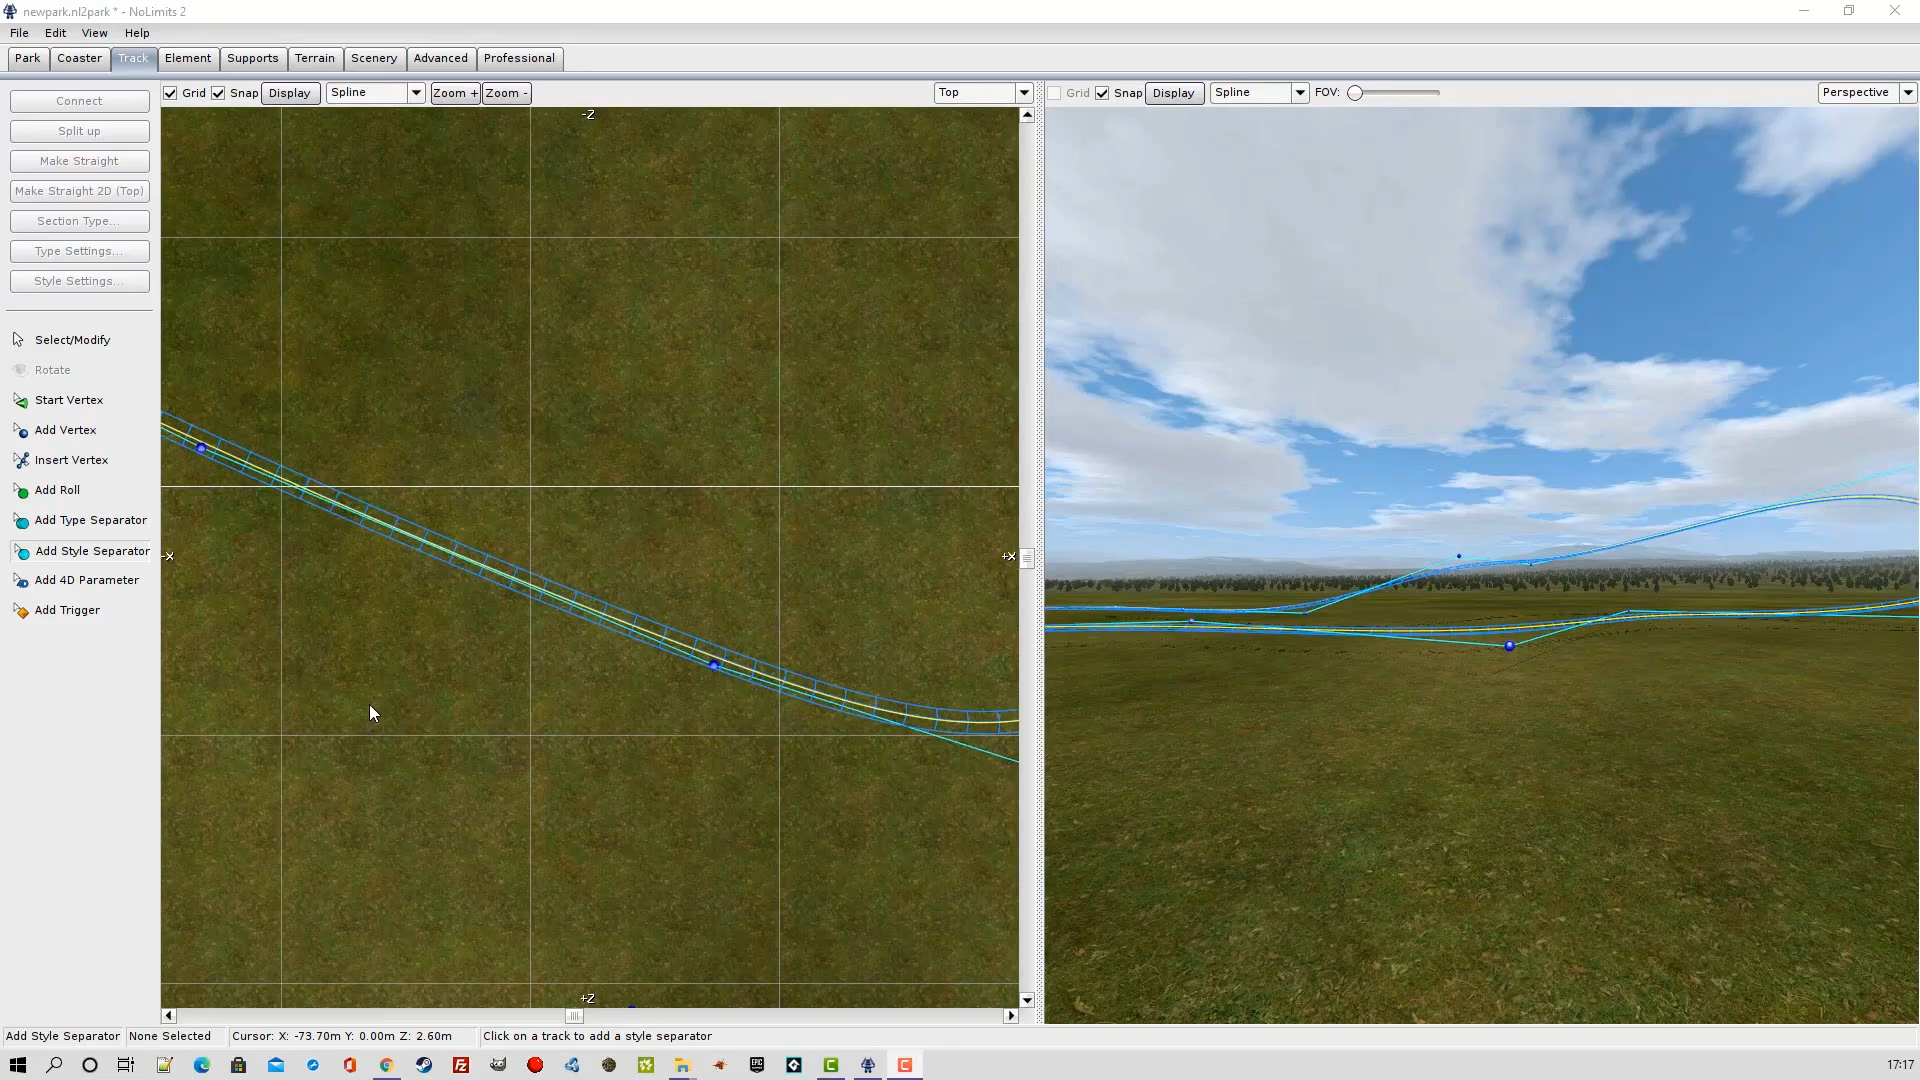 newpark.nl2park * - NoLimits 2
File Edit View Help
Park Coaster Track Element Supports Terrain Scenery Advanced Professional
Grid Snap Display Spline Zoom + Zoom - Top
Grid Snap Display Spline FOV: Perspective
Connect
Split up
Make Straight
Make Straight 2D (Top)
Section Type...
Type Settings...
Style Settings...
Select/Modify
Rotate
Start Vertex
Add Vertex
Insert Vertex
Add Roll
Add Type Separator
Add Style Separator
Add 4D Parameter
Add Trigger
-Z
-X
+X
+Z
Add Style Separator None Selected Cursor: X: -73.70m Y: 0.00m Z: 2.60m Click on a track to add a style separator
17:17